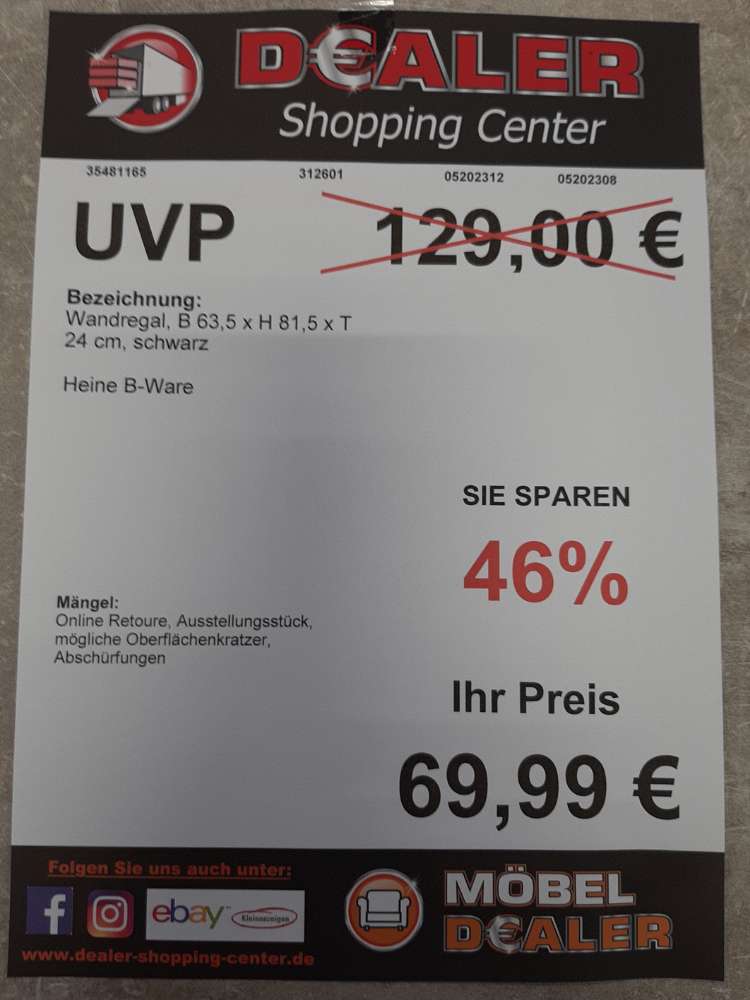 D€ALER
Shopping Center
35481165 312601 05202312 05202308
UVP 129,00 €
Bezeichnung:
Wandregal, B 63,5 x H 81,5 x T
24 cm, schwarz
Heine B-Ware
SIE SPAREN
46%
Mängel:
Online Retoure, Ausstellungsstück,
mögliche Oberflächenkratzer,
Abschürfungen
Ihr Preis
69,99 €
Folgen Sie uns auch unter:
ebay Kleinanzeigen
www.dealer-shopping-center.de
MÖBEL
D€ALER